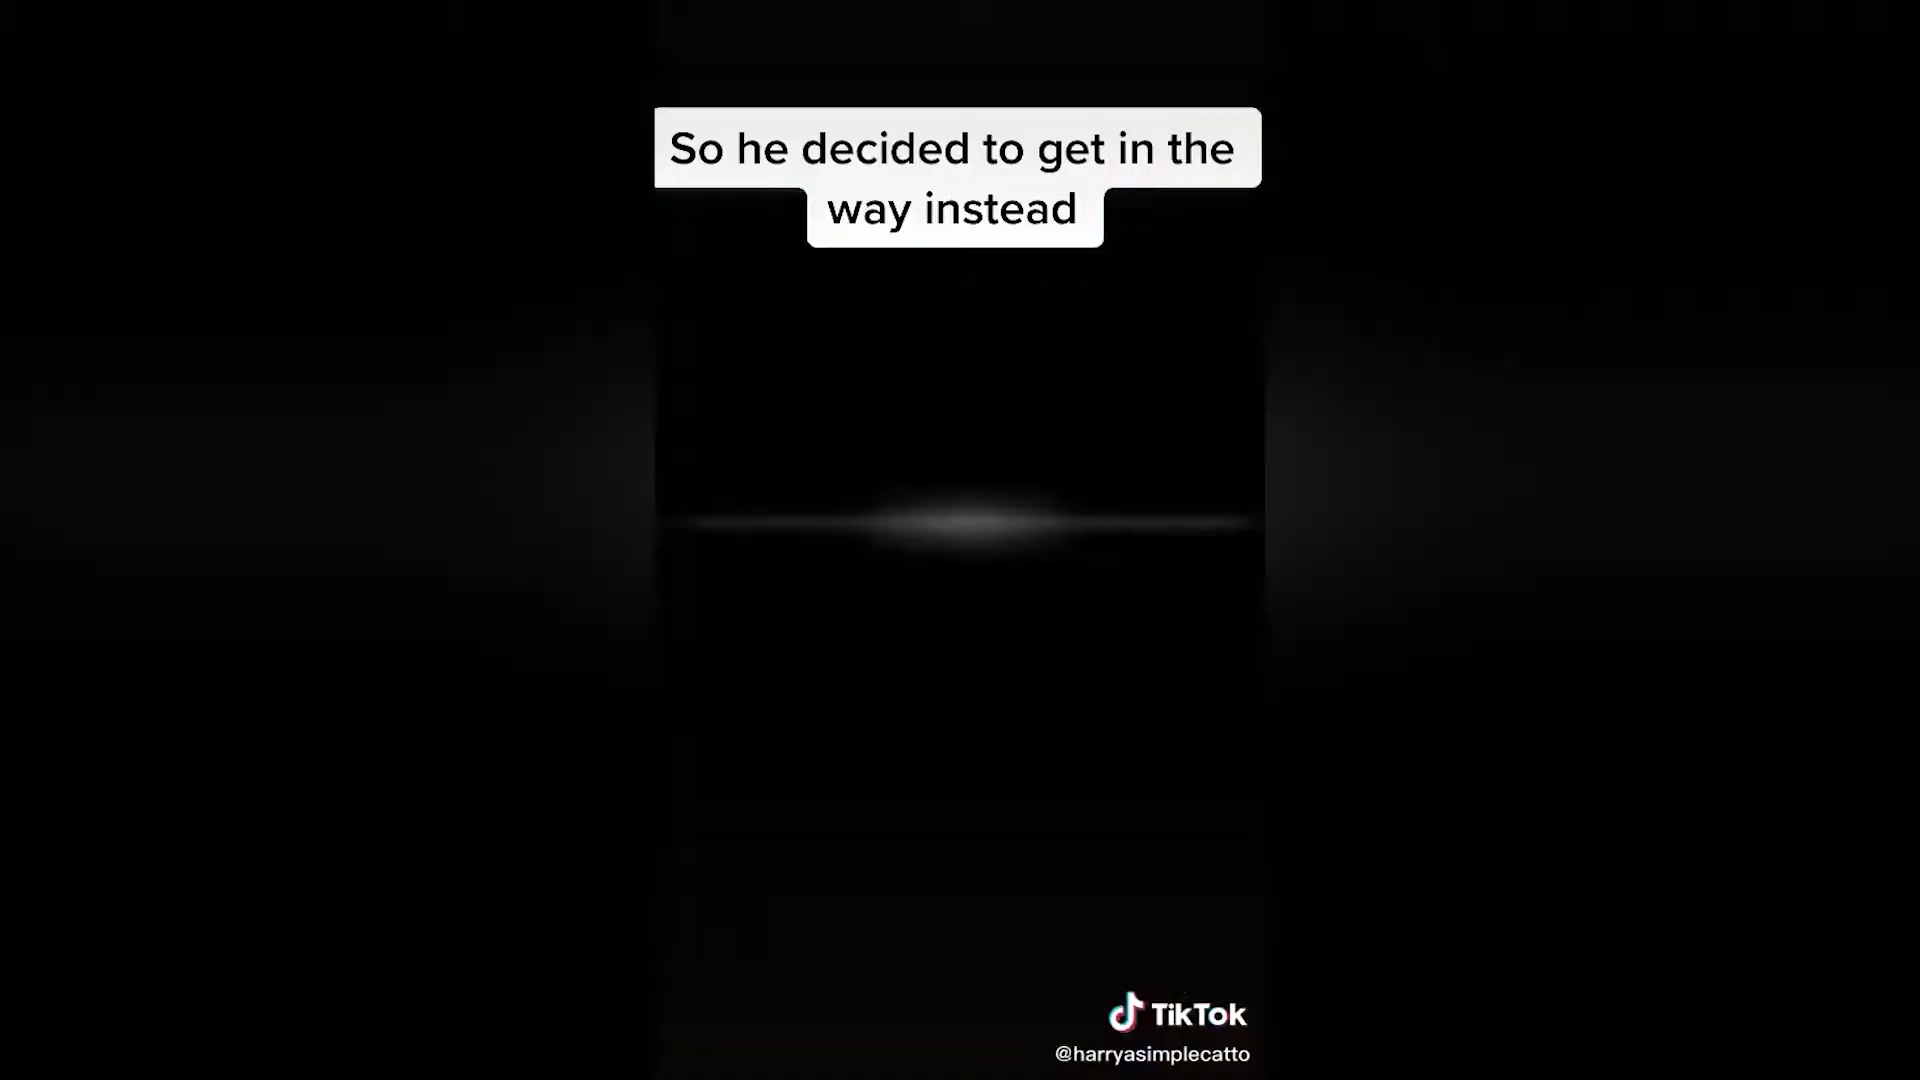 So he decided to get in the
way instead
TikTok
@harryasimplecatto